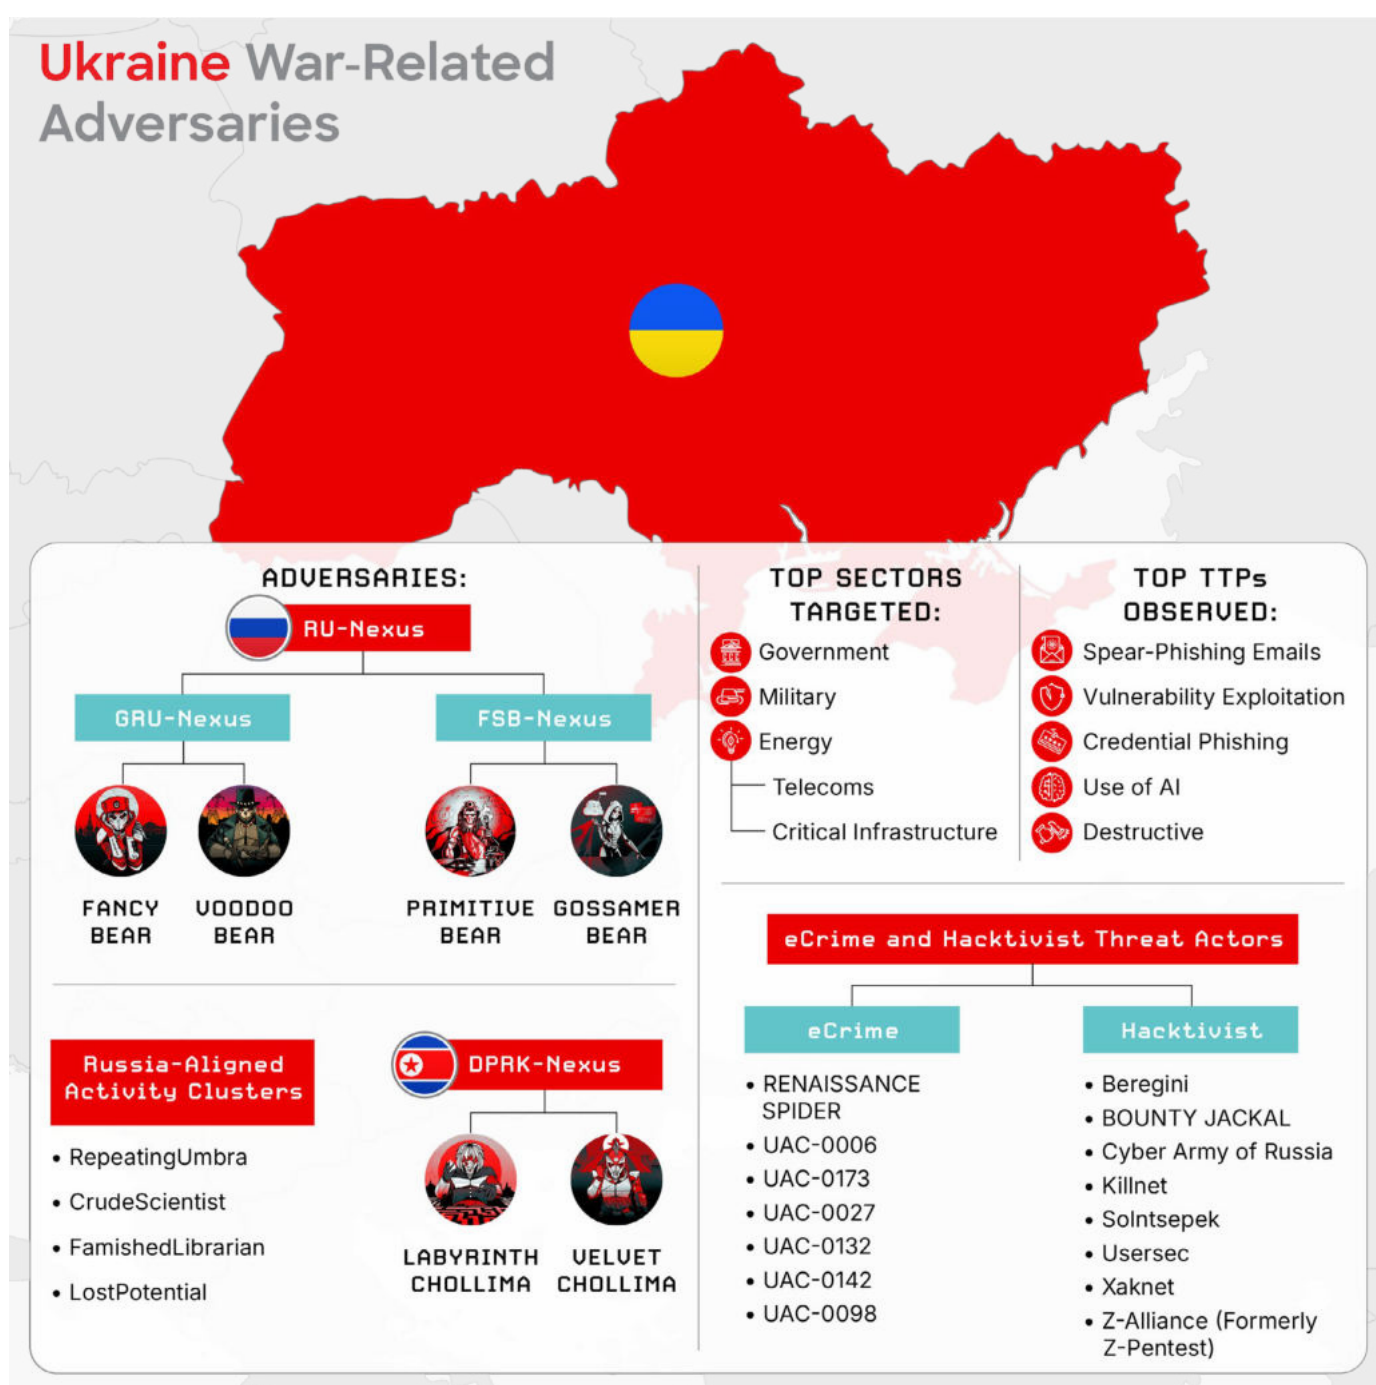 Ukraine War-Related
Adversaries
ADVERSARIES:
RU-Nexus
GRU-Nexus
FSB-Nexus
FANCY
BEAR
VOODOO
BEAR
PRIMITIVE
BEAR
GOSSAMER
BEAR
Russia-Aligned
Activity Clusters
• RepeatingUmbra
• CrudeScientist
• FamishedLibrarian
• LostPotential
DPRK-Nexus
LABYRINTH
CHOLLIMA
VELVET
CHOLLIMA
TOP SECTORS
TARGETED:
Government
Military
Energy
Telecoms
Critical Infrastructure
TOP TTPs
OBSERVED:
Spear-Phishing Emails
Vulnerability Exploitation
Credential Phishing
Use of AI
Destructive
eCrime and Hacktivist Threat Actors
eCrime
• RENAISSANCE
SPIDER
• UAC-0006
• UAC-0173
• UAC-0027
• UAC-0132
• UAC-0142
• UAC-0098
Hacktivist
• Beregini
• BOUNTY JACKAL
• Cyber Army of Russia
• Killnet
• Solntsepek
• Usersec
• Xaknet
• Z-Alliance (Formerly
Z-Pentest)